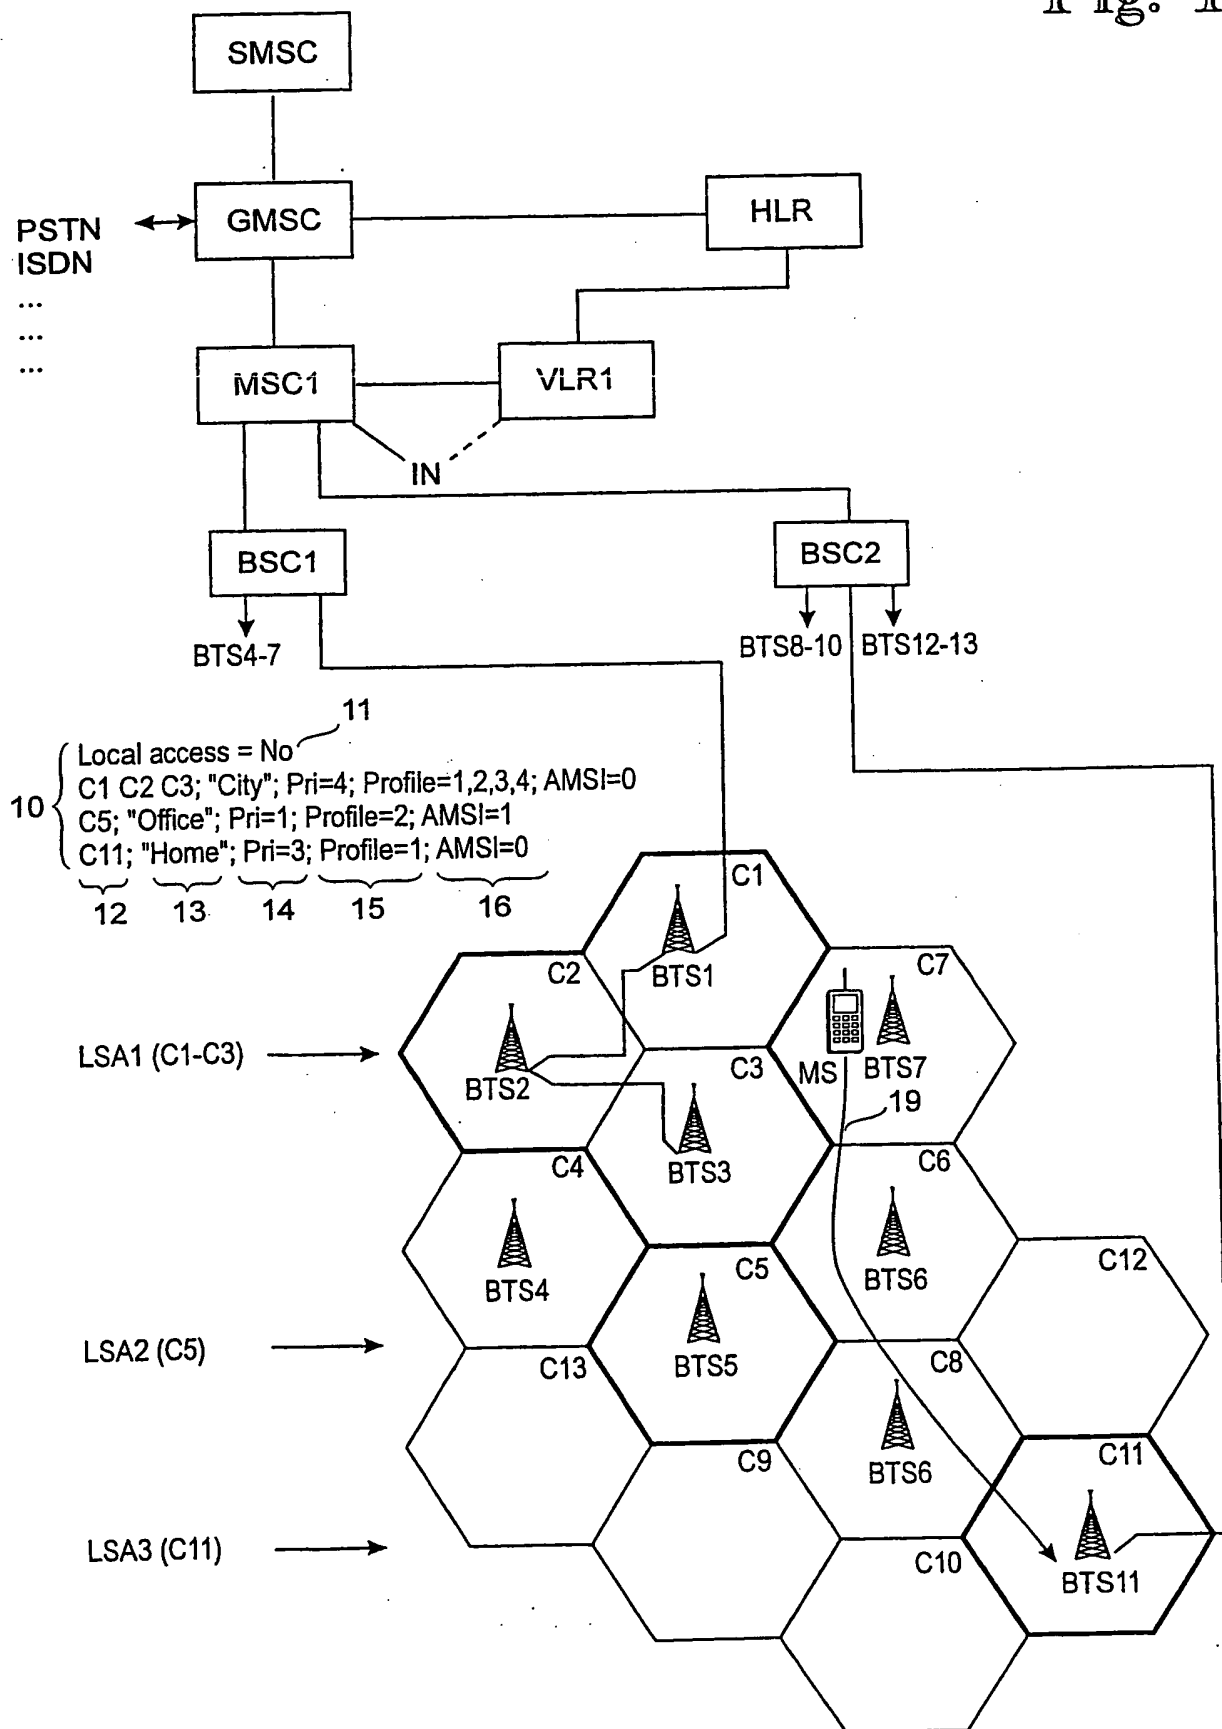 Fig. 1
SMSC
GMSC
HLR
PSTN
ISDN
...
...
...
MSC1
VLR1
IN
BSC1
BSC2
BTS4-7
BTS8-10
BTS12-13
11
Local access = No
10
C1 C2 C3; "City"; Pri=4; Profile=1,2,3,4; AMSI=0
C5; "Office"; Pri=1; Profile=2; AMSI=1
C11; "Home"; Pri=3; Profile=1; AMSI=0
12
13
14
15
16
C1
BTS1
C2
C7
LSA1 (C1-C3)
BTS2
C3
MS
BTS7
19
BTS3
C4
C6
BTS4
C5
BTS6
C12
LSA2 (C5)
C13
BTS5
C8
C9
BTS6
C11
LSA3 (C11)
C10
BTS11